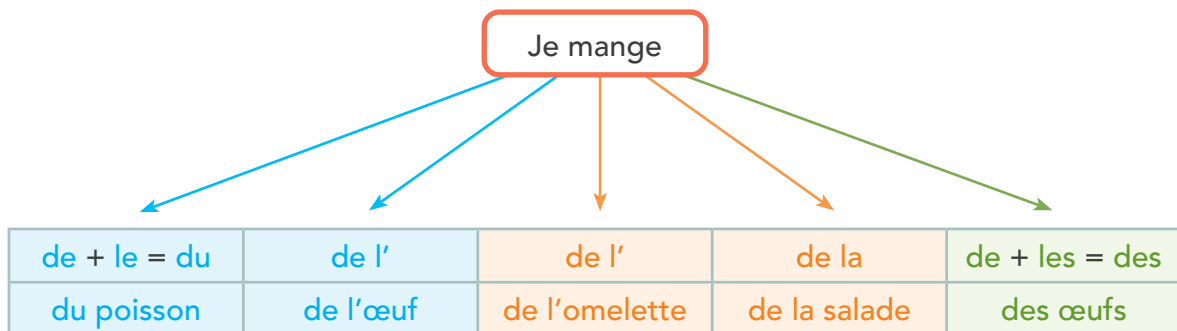 Je mange
de + le = du de l’ de l’ de la de + les = des
du poisson de l’œuf de l’omelette de la salade des œufs